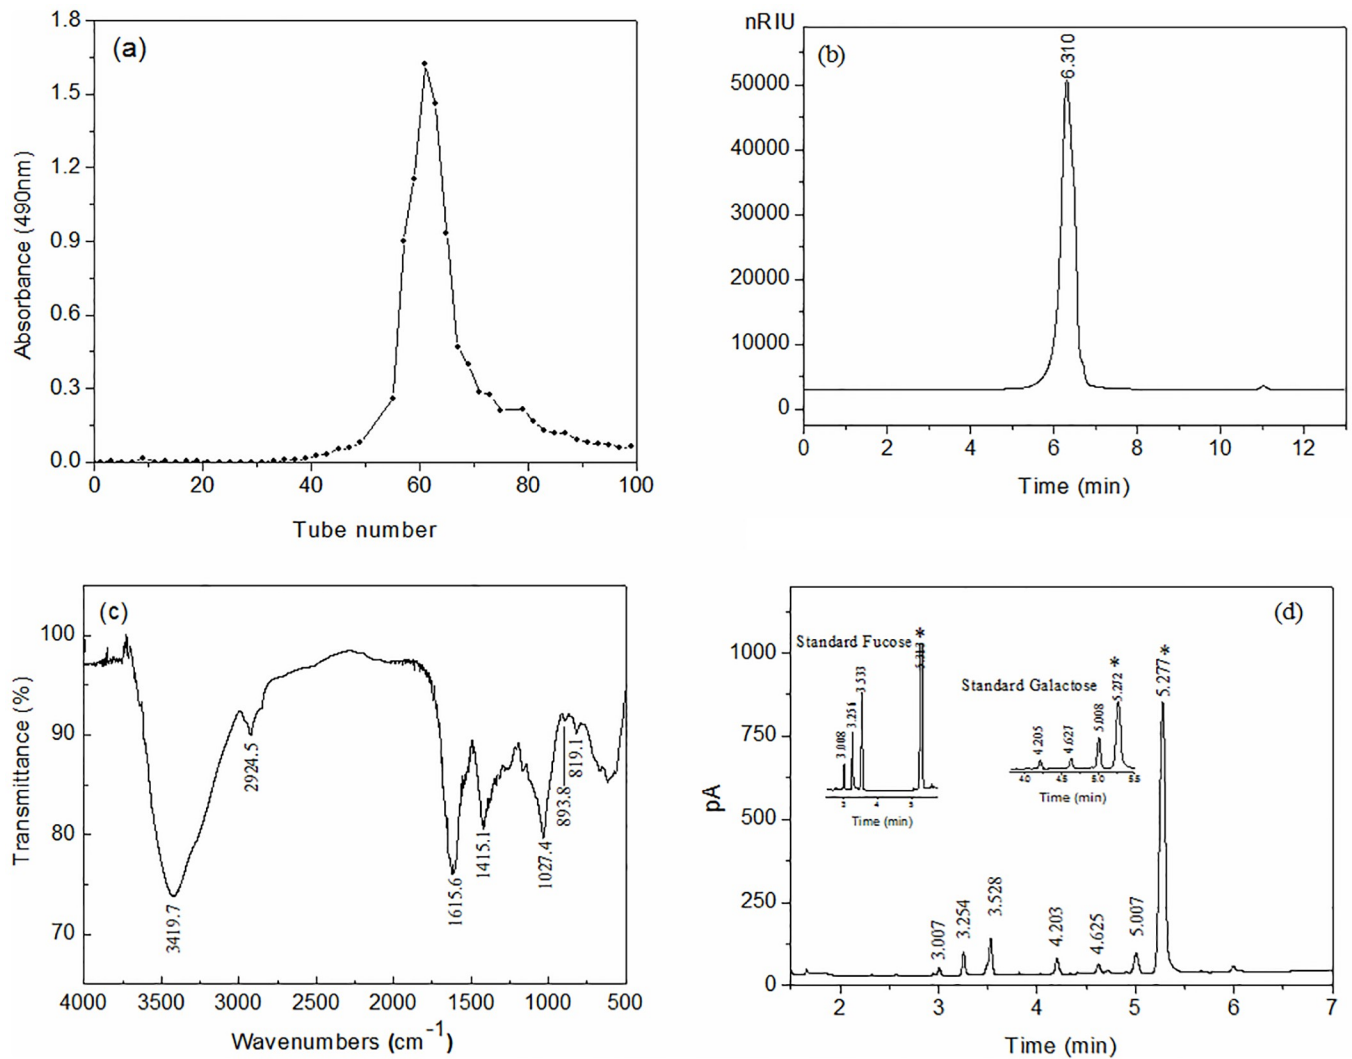 (a)
1.8
1.5
1.2
0.9
0.6
0.3
0.0
Absorbance (490nm)
0 20 40 60 80 100
Tube number
nRIU
(b)
6.310
50000
40000
30000
20000
10000
0
0 2 4 6 8 10 12
Time (min)
(c)
100
90
80
70
Transmittance (%)
3419.7
2924.5
1615.6
1415.1
1027.4
893.8
819.1
4000 3500 3000 2500 2000 1500 1000 500
Wavenumbers (cm⁻¹)
(d)
1000
750
500
250
0
pA
Standard Fucose
*
3.008
3.533
3 4 5
Time (min)
Standard Galactose
*
4.205
4.627
5.008
5.272
4.0 4.5 5.0 5.5
Time (min)
3.007
3.254
3.528
4.203
4.625
5.007
5.277*
2 3 4 5 6 7
Time (min)